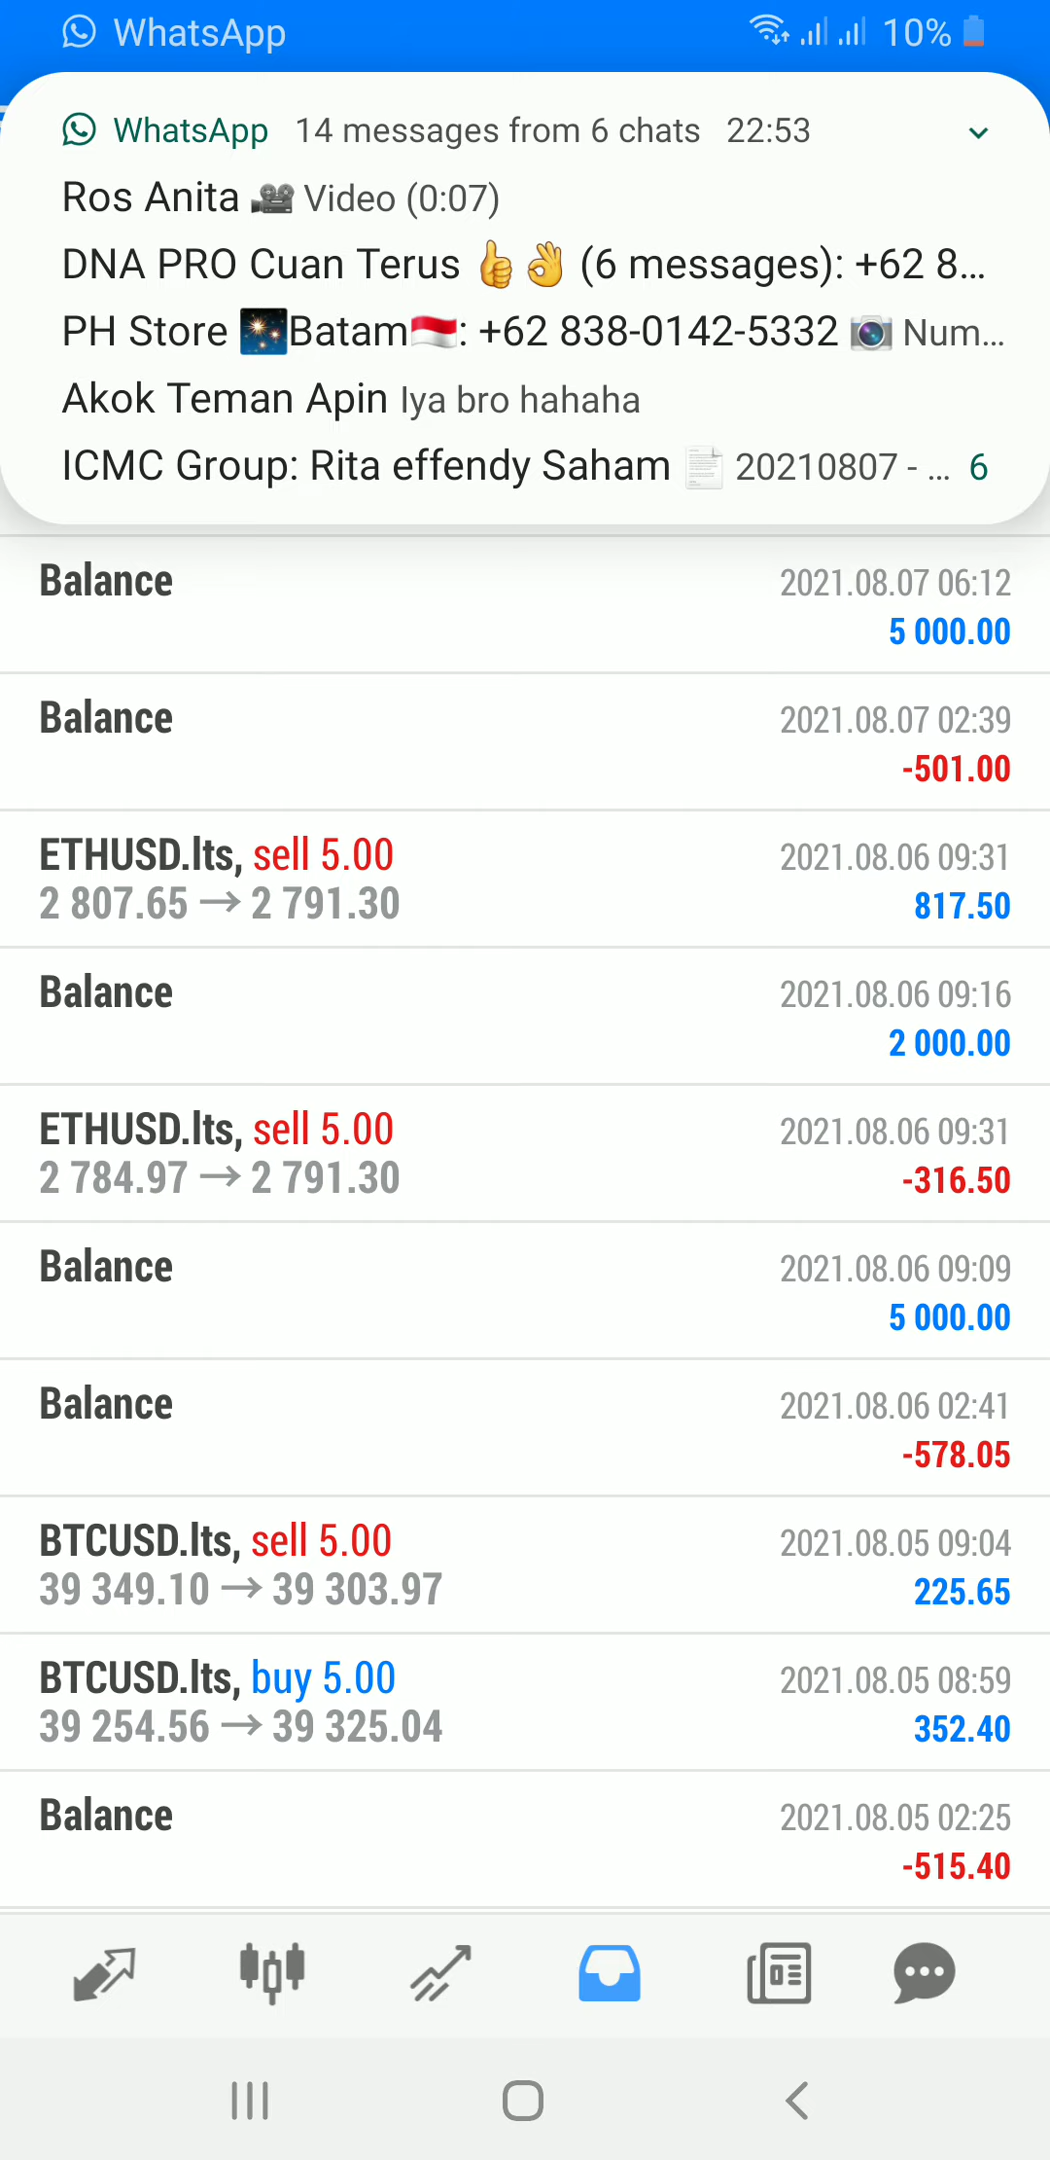 WhatsApp 10%
WhatsApp 14 messages from 6 chats 22:53
Ros Anita 🎥 Video (0:07)
DNA PRO Cuan Terus 👍👌 (6 messages): +62 8...
PH Store 🎆Batam🇮🇩: +62 838-0142-5332 📷 Num...
Akok Teman Apin Iya bro hahaha
ICMC Group: Rita effendy Saham 📄 20210807 - ... 6
Balance 2021.08.07 06:12
5 000.00
Balance 2021.08.07 02:39
-501.00
ETHUSD.lts, sell 5.00 2021.08.06 09:31
2 807.65 → 2 791.30 817.50
Balance 2021.08.06 09:16
2 000.00
ETHUSD.lts, sell 5.00 2021.08.06 09:31
2 784.97 → 2 791.30 -316.50
Balance 2021.08.06 09:09
5 000.00
Balance 2021.08.06 02:41
-578.05
BTCUSD.lts, sell 5.00 2021.08.05 09:04
39 349.10 → 39 303.97 225.65
BTCUSD.lts, buy 5.00 2021.08.05 08:59
39 254.56 → 39 325.04 352.40
Balance 2021.08.05 02:25
-515.40